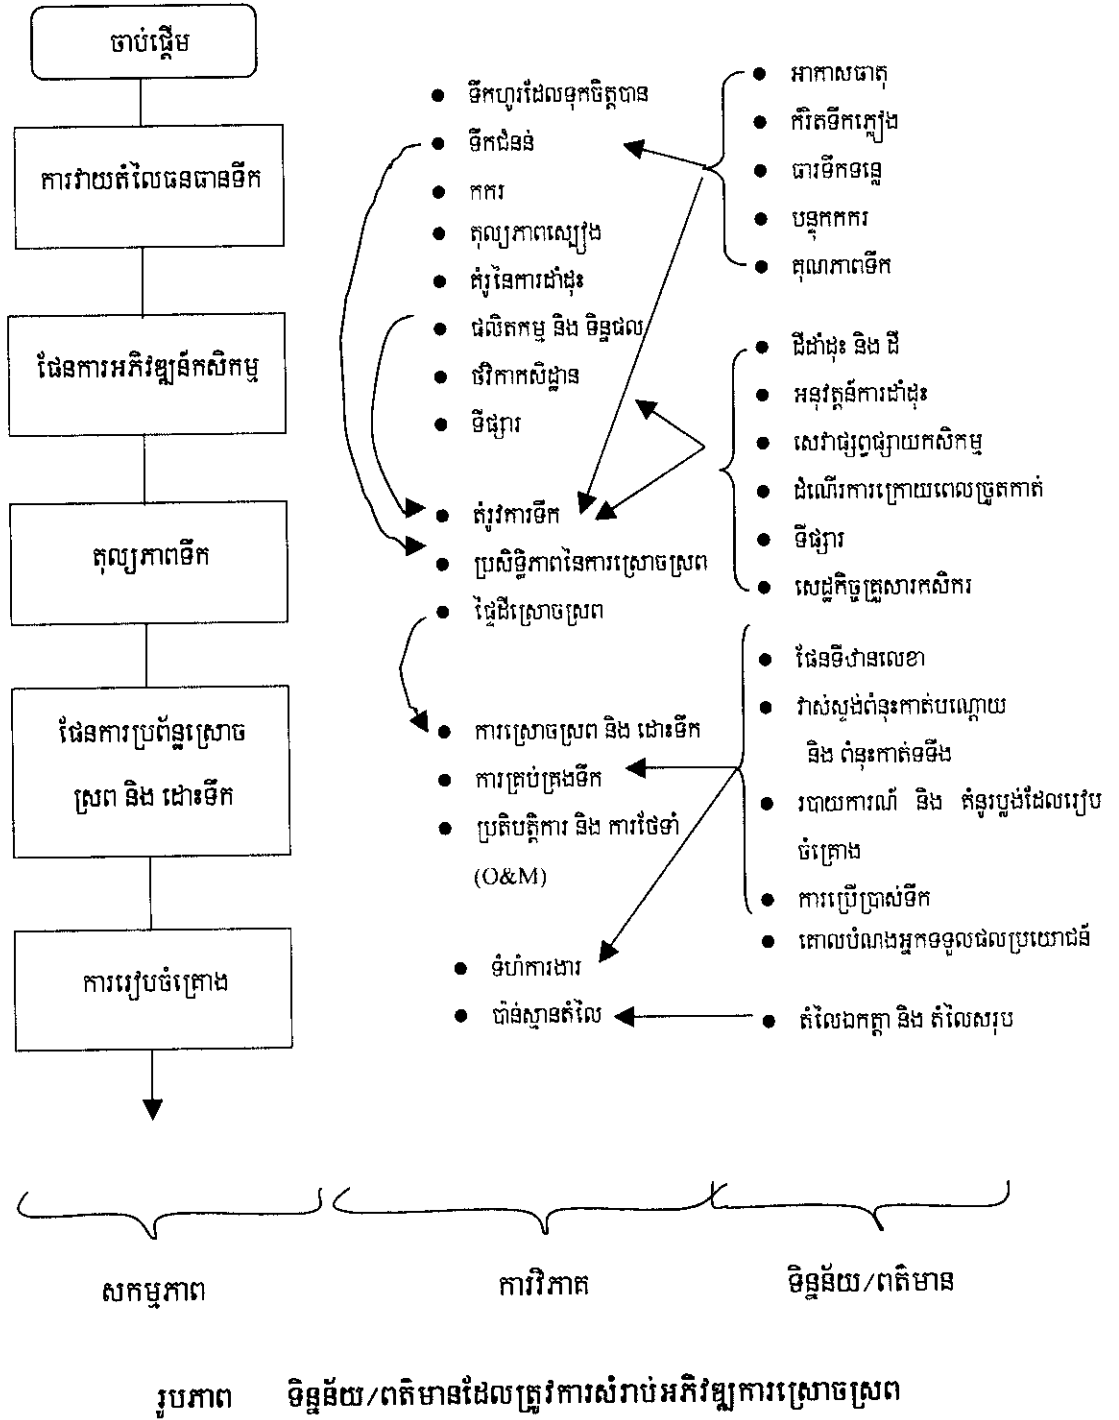 ចាប់ផ្តើម
ការវាយតំលៃធនធានទឹក
ផែនការអភិវឌ្ឍន៍កសិកម្ម
តុល្យភាពទឹក
ផែនការប្រព័ន្ធស្រោច
ស្រព និង ដោះទឹក
ការរៀបចំគ្រោង
ទឹកហូរដែលទុកចិត្តបាន
ទឹកជំនន់
កករ
តុល្យភាពស្បៀង
គំរូនៃការដាំដុះ
ផលិតកម្ម និង ទិន្នផល
ថវិកាកសិដ្ឋាន
ទីផ្សារ
តំរូវការទឹក
ប្រសិទ្ធិភាពនៃការស្រោចស្រព
ផ្ទៃដីស្រោចស្រព
ការស្រោចស្រព និង ដោះទឹក
ការគ្រប់គ្រងទឹក
ប្រតិបត្តិការ និង ការថែទាំ
(O&M)
ទំហំការងារ
ប៉ាន់ស្មានតំលៃ
អាកាសធាតុ
កំរិតទឹកភ្លៀង
ធារទឹកទន្លេ
បន្ទុកកករ
គុណភាពទឹក
ដីដាំដុះ និង ដី
អនុវត្តន៍ការដាំដុះ
សេវាផ្សព្វផ្សាយកសិកម្ម
ដំណើរការក្រោយពេលច្រូតកាត់
ទីផ្សារ
សេដ្ឋកិច្ចគ្រួសារកសិករ
ផែនទីឋានលេខា
វាស់ស្ទង់ពំនុះកាត់បណ្តោយ
និង ពំនុះកាត់ទទឹង
របាយការណ៍ និង គំនូរប្លង់ដែលរៀប
ចំគ្រោង
ការប្រើប្រាស់ទឹក
គោលបំណងអ្នកទទួលផលប្រយោជន៍
តំលៃឯកត្តា និង តំលៃសរុប
សកម្មភាព
ការវិភាគ
ទិន្នន័យ/ពត៌មាន
រូបភាព ទិន្នន័យ/ពត៌មានដែលត្រូវការសំរាប់អភិវឌ្ឍការស្រោចស្រព